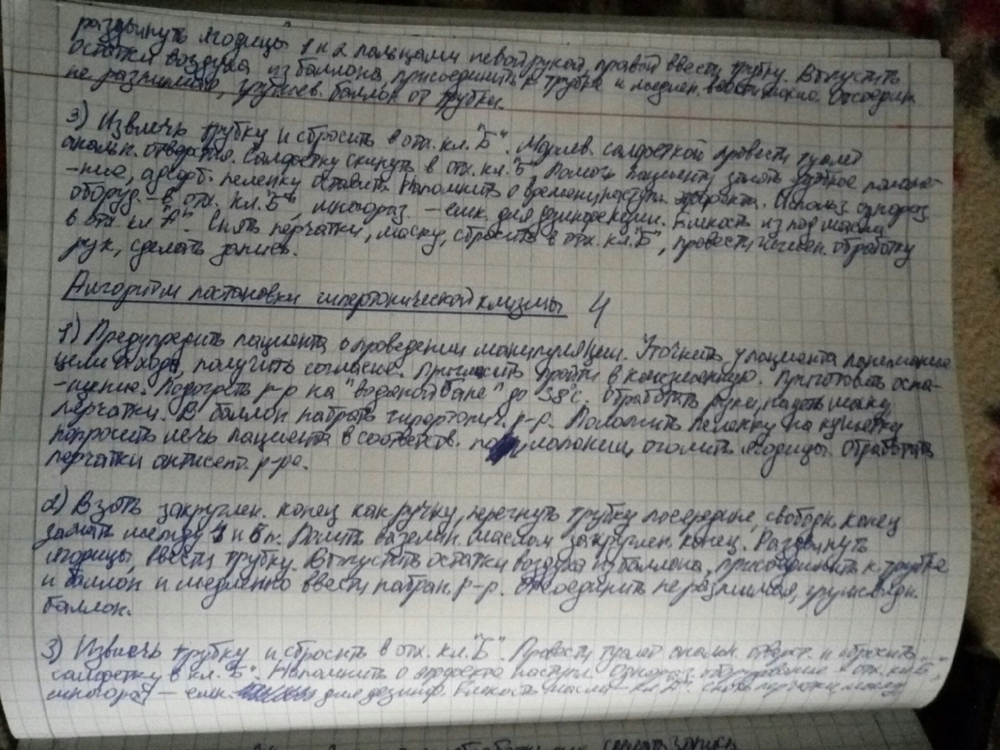 раздвинуть ягодицы 1 и 2 пальцами левой рукой, правой ввести трубку. Выпустить
остатки воздуха из баллона, присоединить к трубке и медлен. ввести масло. Отсоедин.
не разжимая, грушев. баллон от трубки.
3) Извлечь трубку и сбросить в отх. кл. "Б". Марлев. салфеткой провести туалет
анальн. отверстия. Салфетку скинуть в отх. кл. "Б". Помочь пациенту занять удобное положе-
-ние, адсорб. пеленку оставить. Напомнить о времени наступл. эффекта. Использ. одноразов.
оборуд. - в отх. кл. "Б", многораз. - емк. для дезинфекции. Емкость из под масла
в отх. кл "А". Снять перчатки, маску, сбросить в отх. кл. "Б", провести гигиен. обработку
рук, сделать запись.
Алгоритм постановки гипертонической клизмы 4
1) Предупредить пациента о проведении манипуляции. Уточнить у пациента понимание
цели и хода, получить согласие. Пригласить пройти в клизменную. Приготовить осна-
-щение. Подогреть р-р на "водяной бане" до 38°с. Обработать руки, надеть маску,
перчатки. В баллон набрать гипертонич. р-р. Положить пеленку на кушетку
попросить лечь пациента в соответств. положении, оголить ягодицы. Обработать
перчатки антисепт. р-ре.
2) Взять закруглен. конец как ручку, перегнуть трубку посередине, свободн. конец
зажать между 4 и 5 п. Полить вазелин. маслом закруглен. конец. Раздвинуть
ягодицы, ввести трубку. Выпустить остатки воздуха из баллона, присоединить к трубке
и баллон и медленно ввести набран. р-р. Отсоединить не разжимая, грушевидн.
баллон.
3) Извлечь трубку и сбросить в отх. кл. "Б". Провести туалет анальн. отверст. и сбросить
салфетку в кл. "Б". Напомнить о эффекта наступл. Одноразов. оборудование - отх. кл "Б",
многораз - емк. для дезинф. Емкость масла - кл "А". Снять перчатки, маску
сделать запись